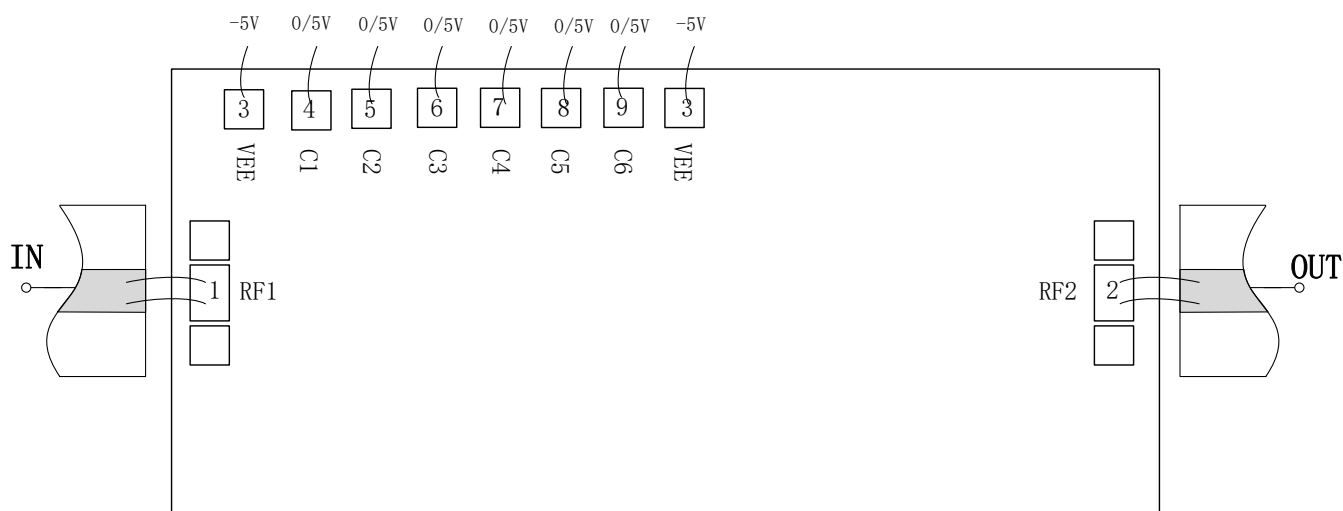 -5V 0/5V 0/5V 0/5V 0/5V 0/5V 0/5V -5V
3 4 5 6 7 8 9 3
VEE C1 C2 C3 C4 C5 C6 VEE
IN 1 RF1 RF2 2 OUT